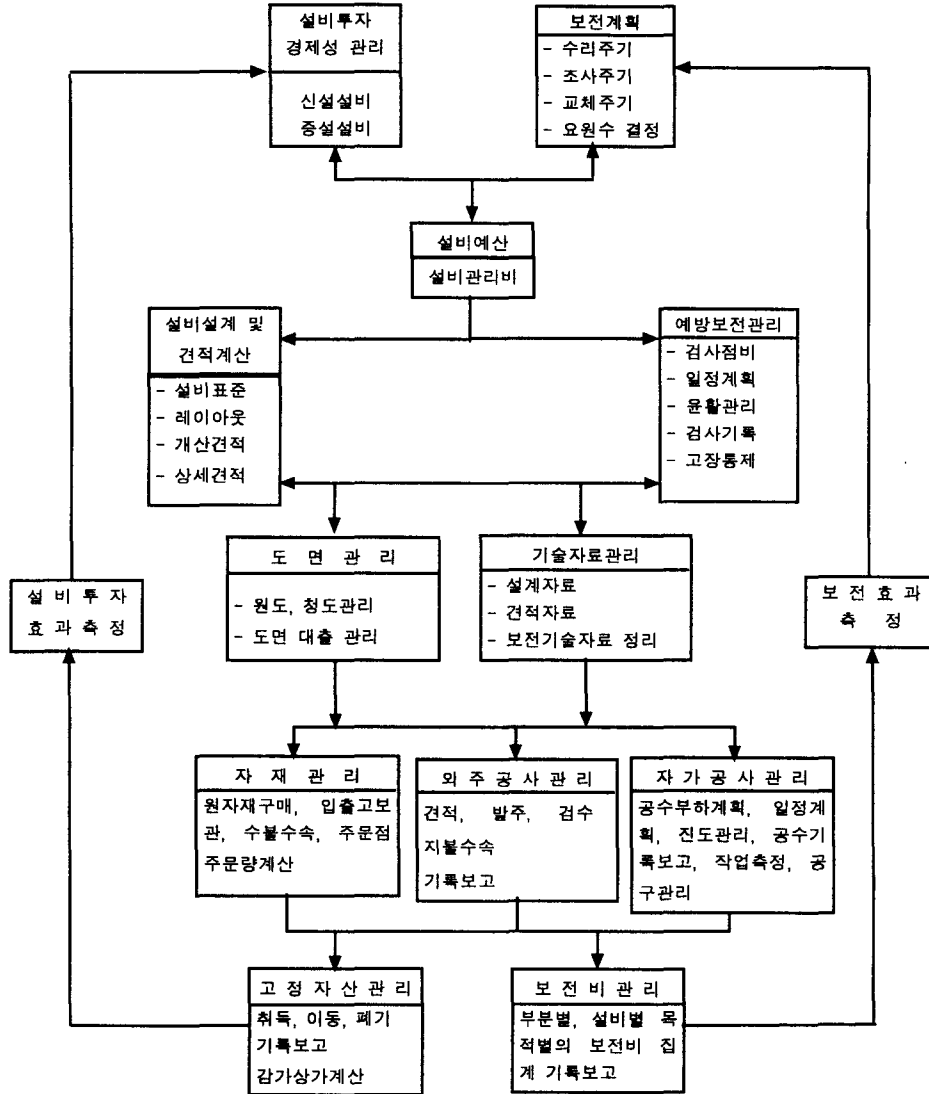 설비투자
경제성 관리
신설설비
증설설비
보전계획
- 수리주기
- 조사주기
- 교체주기
- 요원수 결정
설비예산
설비관리비
설비설계 및
견적계산
- 설비표준
- 레이아웃
- 개산견적
- 상세견적
예방보전관리
- 검사점비
- 일정계획
- 윤활관리
- 검사기록
- 고장통제
도 면 관 리
- 원도, 청도관리
- 도면 대출 관리
기술자료관리
- 설계자료
- 견적자료
- 보전기술자료 정리
설 비 투 자
효 과 측 정
보 전 효 과
측 정
자 재 관 리
원자재구매, 입출고보
관, 수불수속, 주문점
주문량계산
외 주 공 사 관 리
견적, 발주, 검수
지불수속
기록보고
자 가 공 사 관 리
공수부하계획, 일정계
획, 진도관리, 공수기
록보고, 작업측정, 공
구관리
고 정 자 산 관 리
취득, 이동, 폐기
기록보고
감가상가계산
보 전 비 관 리
부분별, 설비별 목
적별의 보전비 집
계 기록보고